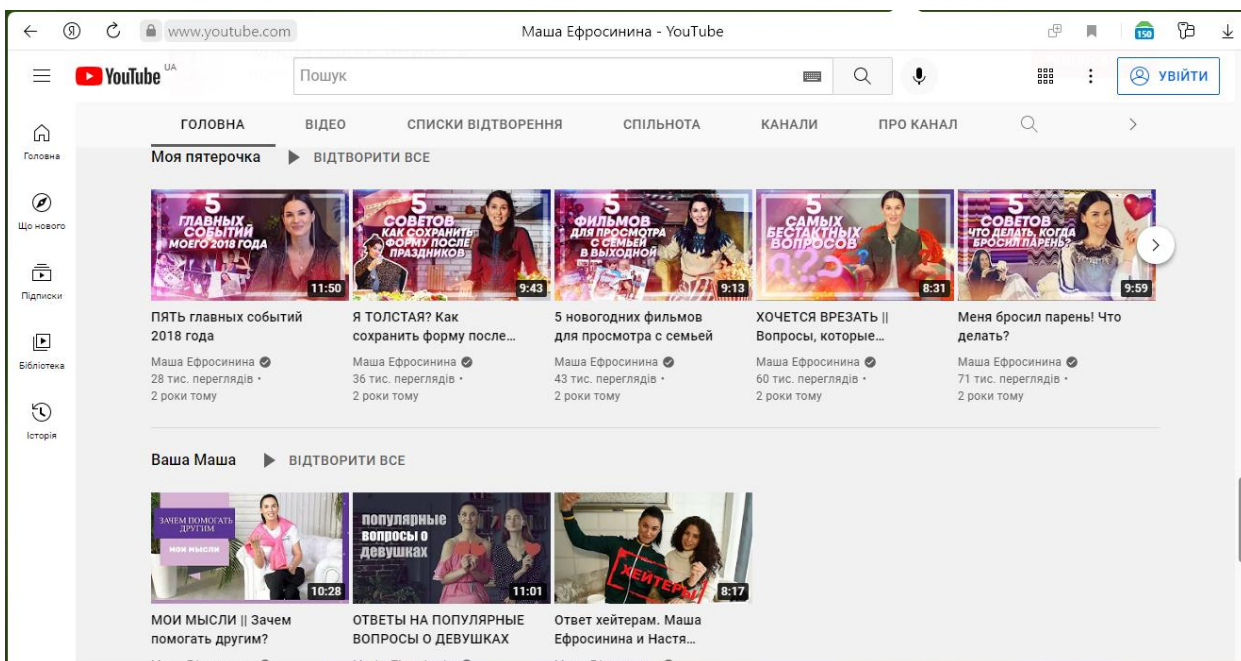 www.youtube.com
Маша Ефросинина - YouTube
150
YouTube UA
Пошук
УВІЙТИ
ГОЛОВНА ВІДЕО СПИСКИ ВІДТВОРЕННЯ СПІЛЬНОТА КАНАЛИ ПРО КАНАЛ
Головна
Що нового
Підписки
Бібліотека
Історія
Моя пятерочка ВІДТВОРИТИ ВСЕ
5
ГЛАВНЫХ
СОБЫТИЙ
МОЕГО 2018 ГОДА
11:50
ПЯТЬ главных событий
2018 года
Маша Ефросинина
28 тис. переглядів •
2 роки тому
5
СОВЕТОВ
КАК СОХРАНИТЬ
ФОРМУ ПОСЛЕ
ПРАЗДНИКОВ
9:43
Я ТОЛСТАЯ? Как
сохранить форму после...
Маша Ефросинина
36 тис. переглядів •
2 роки тому
5
ФИЛЬМОВ
ДЛЯ ПРОСМОТРА
С СЕМЬЕЙ
В ВЫХОДНОЙ
9:13
5 новогодних фильмов
для просмотра с семьей
Маша Ефросинина
43 тис. переглядів •
2 роки тому
5
САМЫХ
БЕСТАКТНЫХ
ВОПРОСОВ
???
8:31
ХОЧЕТСЯ ВРЕЗАТЬ ||
Вопросы, которые...
Маша Ефросинина
60 тис. переглядів •
2 роки тому
5
СОВЕТОВ
ЧТО ДЕЛАТЬ, КОГДА
БРОСИЛ ПАРЕНЬ?
9:59
Меня бросил парень! Что
делать?
Маша Ефросинина
71 тис. переглядів •
2 роки тому
Ваша Маша ВІДТВОРИТИ ВСЕ
ЗАЧЕМ ПОМОГАТЬ
ДРУГИМ
МОИ МЫСЛИ
10:28
МОИ МЫСЛИ || Зачем
помогать другим?
популярные
вопросы о
девушках
11:01
ОТВЕТЫ НА ПОПУЛЯРНЫЕ
ВОПРОСЫ О ДЕВУШКАХ
ХЕЙТЕРЫ
8:17
Ответ хейтерам. Маша
Ефросинина и Настя...